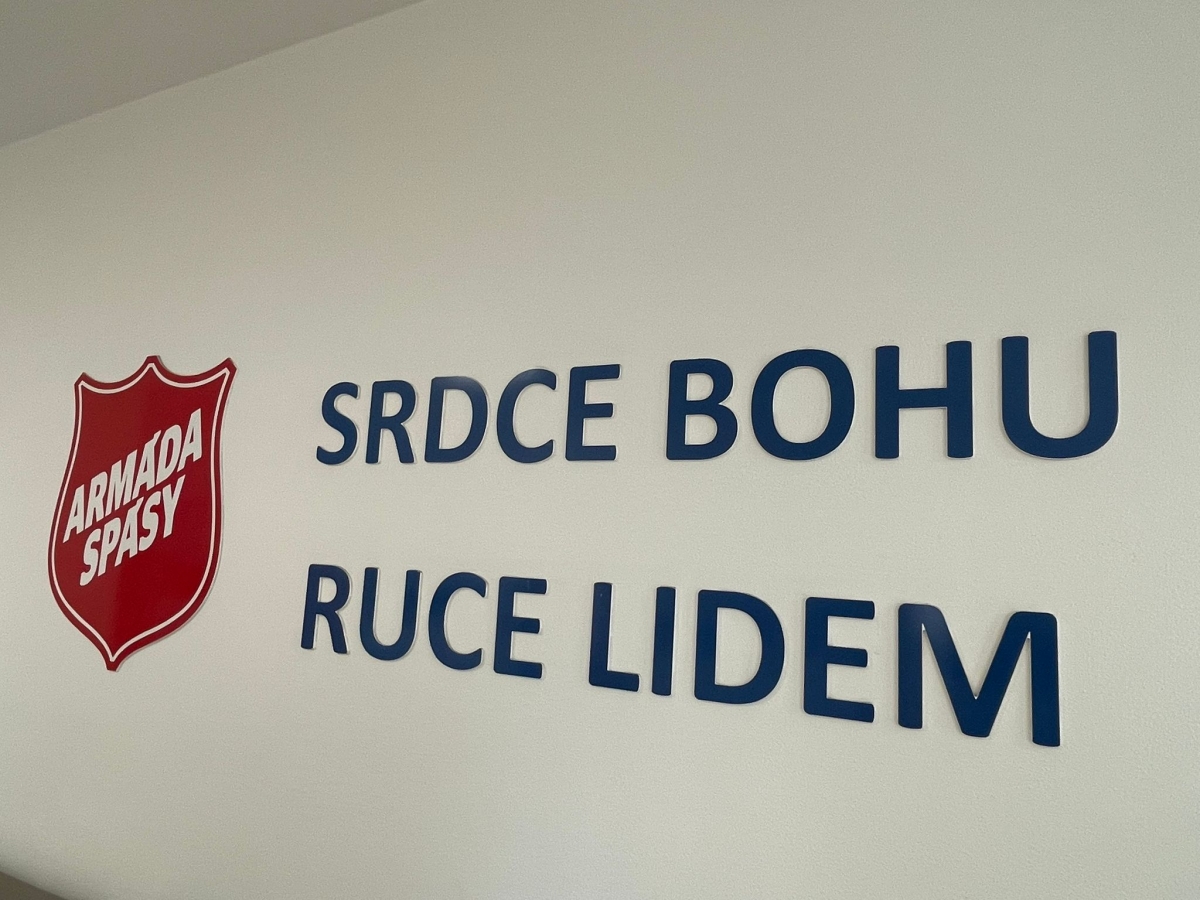 ARMÁDA
SPÁSY
SRDCE BOHU
RUCE LIDEM